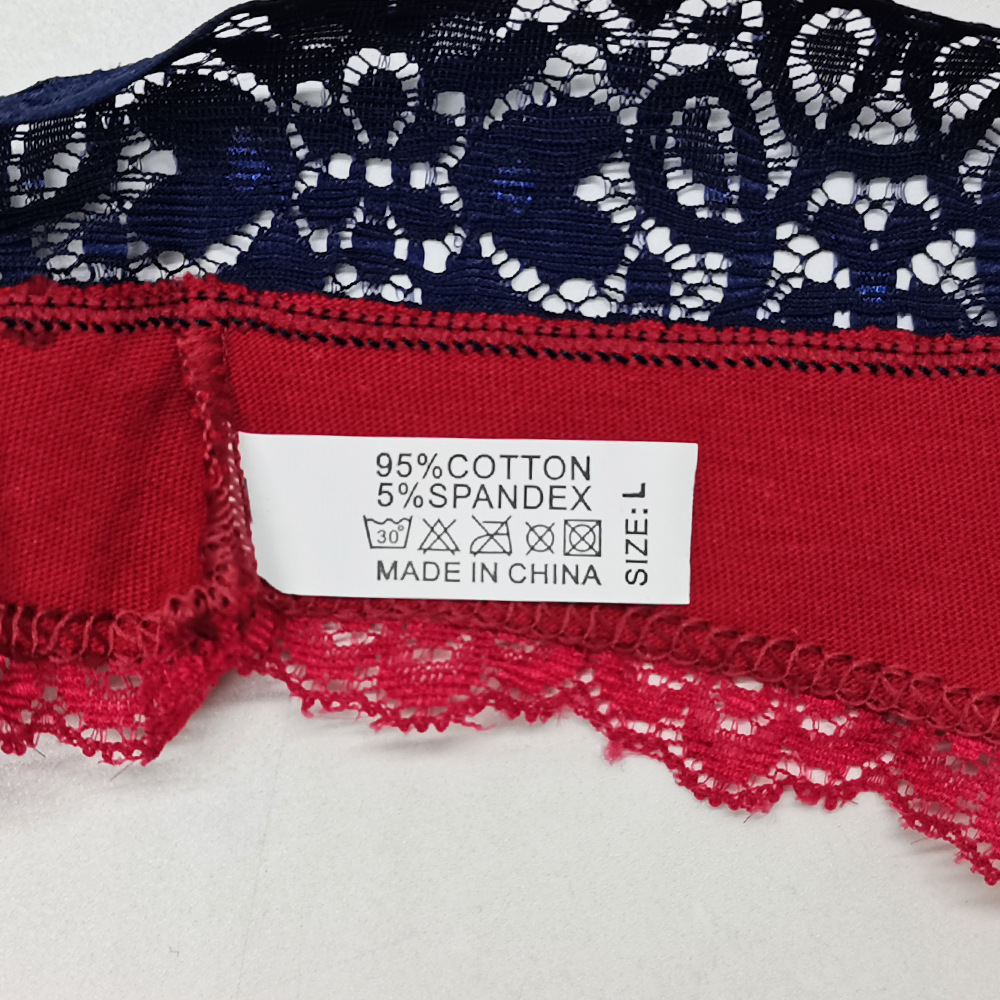 95%COTTON
5%SPANDEX
30°
MADE IN CHINA
SIZE: L